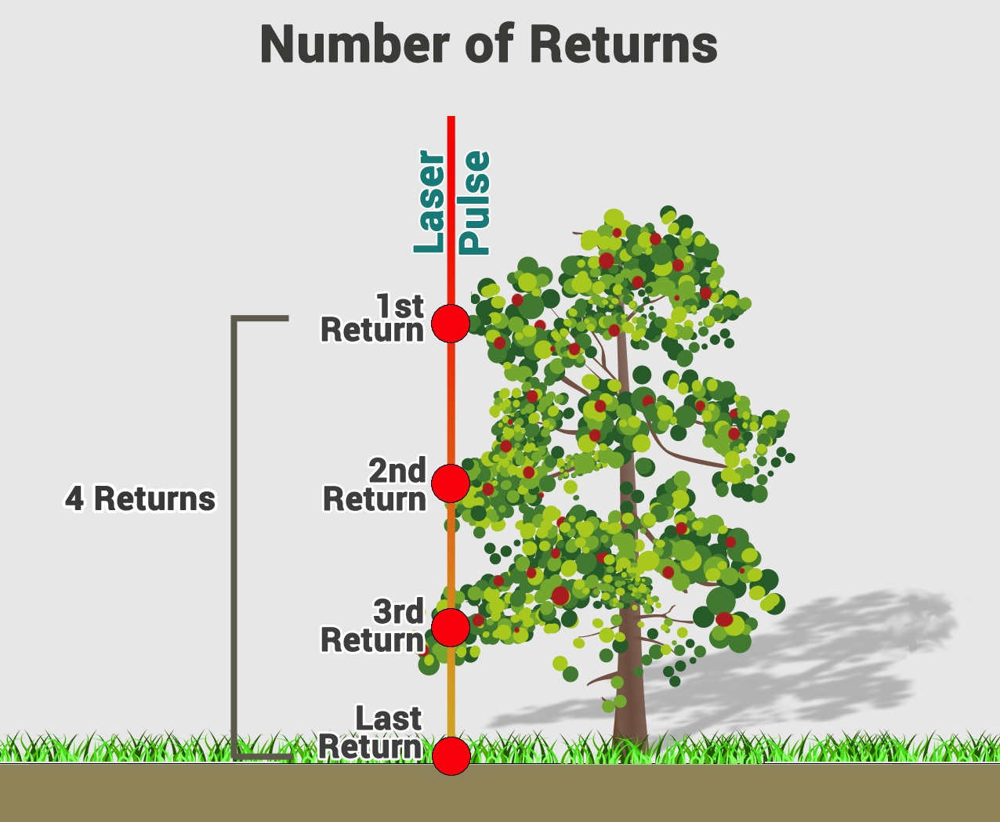 Number of Returns
Laser
Pulse
1st
Return
2nd
Return
4 Returns
3rd
Return
Last
Return